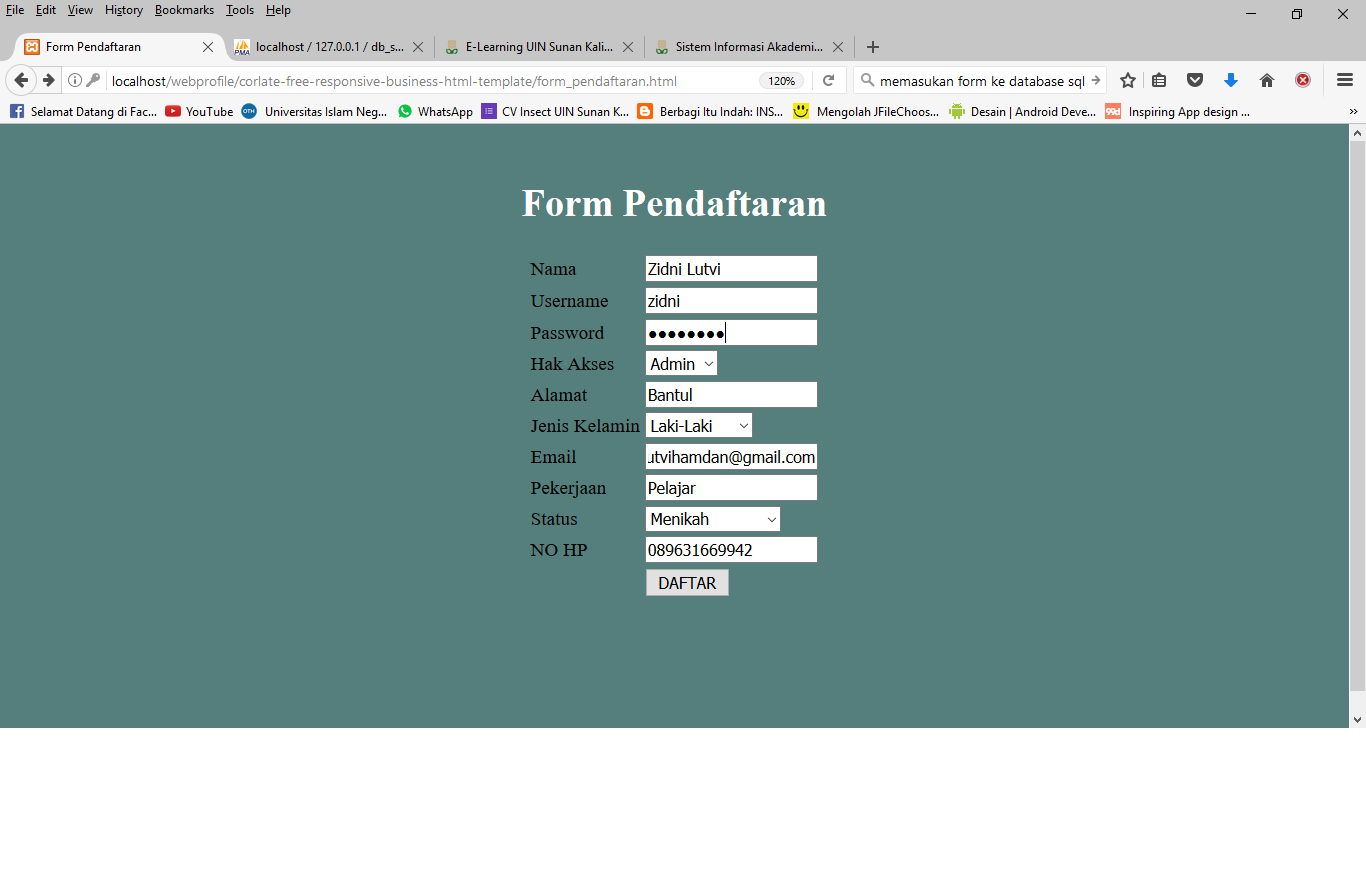 File Edit View History Bookmarks Tools Help
Form Pendaftaran localhost / 127.0.0.1 / db_s... E-Learning UIN Sunan Kali... Sistem Informasi Akademi...
localhost/webprofile/corlate-free-responsive-business-html-template/form_pendaftaran.html 120% memasukan form ke database sql
Selamat Datang di Fac... YouTube Universitas Islam Neg... WhatsApp CV Insect UIN Sunan K... Berbagi Itu Indah: INS... Mengolah JFileChoos... Desain | Android Deve... Inspiring App design ...
Form Pendaftaran
Nama Zidni Lutvi
Username zidni
Password ●●●●●●●●
Hak Akses Admin
Alamat Bantul
Jenis Kelamin Laki-Laki
Email utvihamdan@gmail.com
Pekerjaan Pelajar
Status Menikah
NO HP 089631669942
DAFTAR